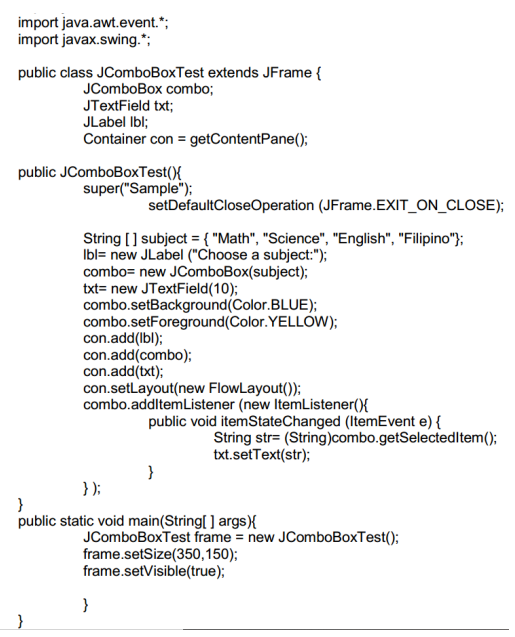 import java.awt.event.*;
import javax.swing.*;

public class JComboBoxTest extends JFrame {
JComboBox combo;
JTextField txt;
JLabel lbl;
Container con = getContentPane();

public JComboBoxTest(){
super("Sample");
setDefaultCloseOperation (JFrame.EXIT_ON_CLOSE);

String [ ] subject = { "Math", "Science", "English", "Filipino"};
lbl= new JLabel ("Choose a subject:");
combo= new JComboBox(subject);
txt= new JTextField(10);
combo.setBackground(Color.BLUE);
combo.setForeground(Color.YELLOW);
con.add(lbl);
con.add(combo);
con.add(txt);
con.setLayout(new FlowLayout());
combo.addItemListener (new ItemListener(){
public void itemStateChanged (ItemEvent e) {
String str= (String)combo.getSelectedItem();
txt.setText(str);
}
} );
}
public static void main(String[ ] args){
JComboBoxTest frame = new JComboBoxTest();
frame.setSize(350,150);
frame.setVisible(true);

}
}